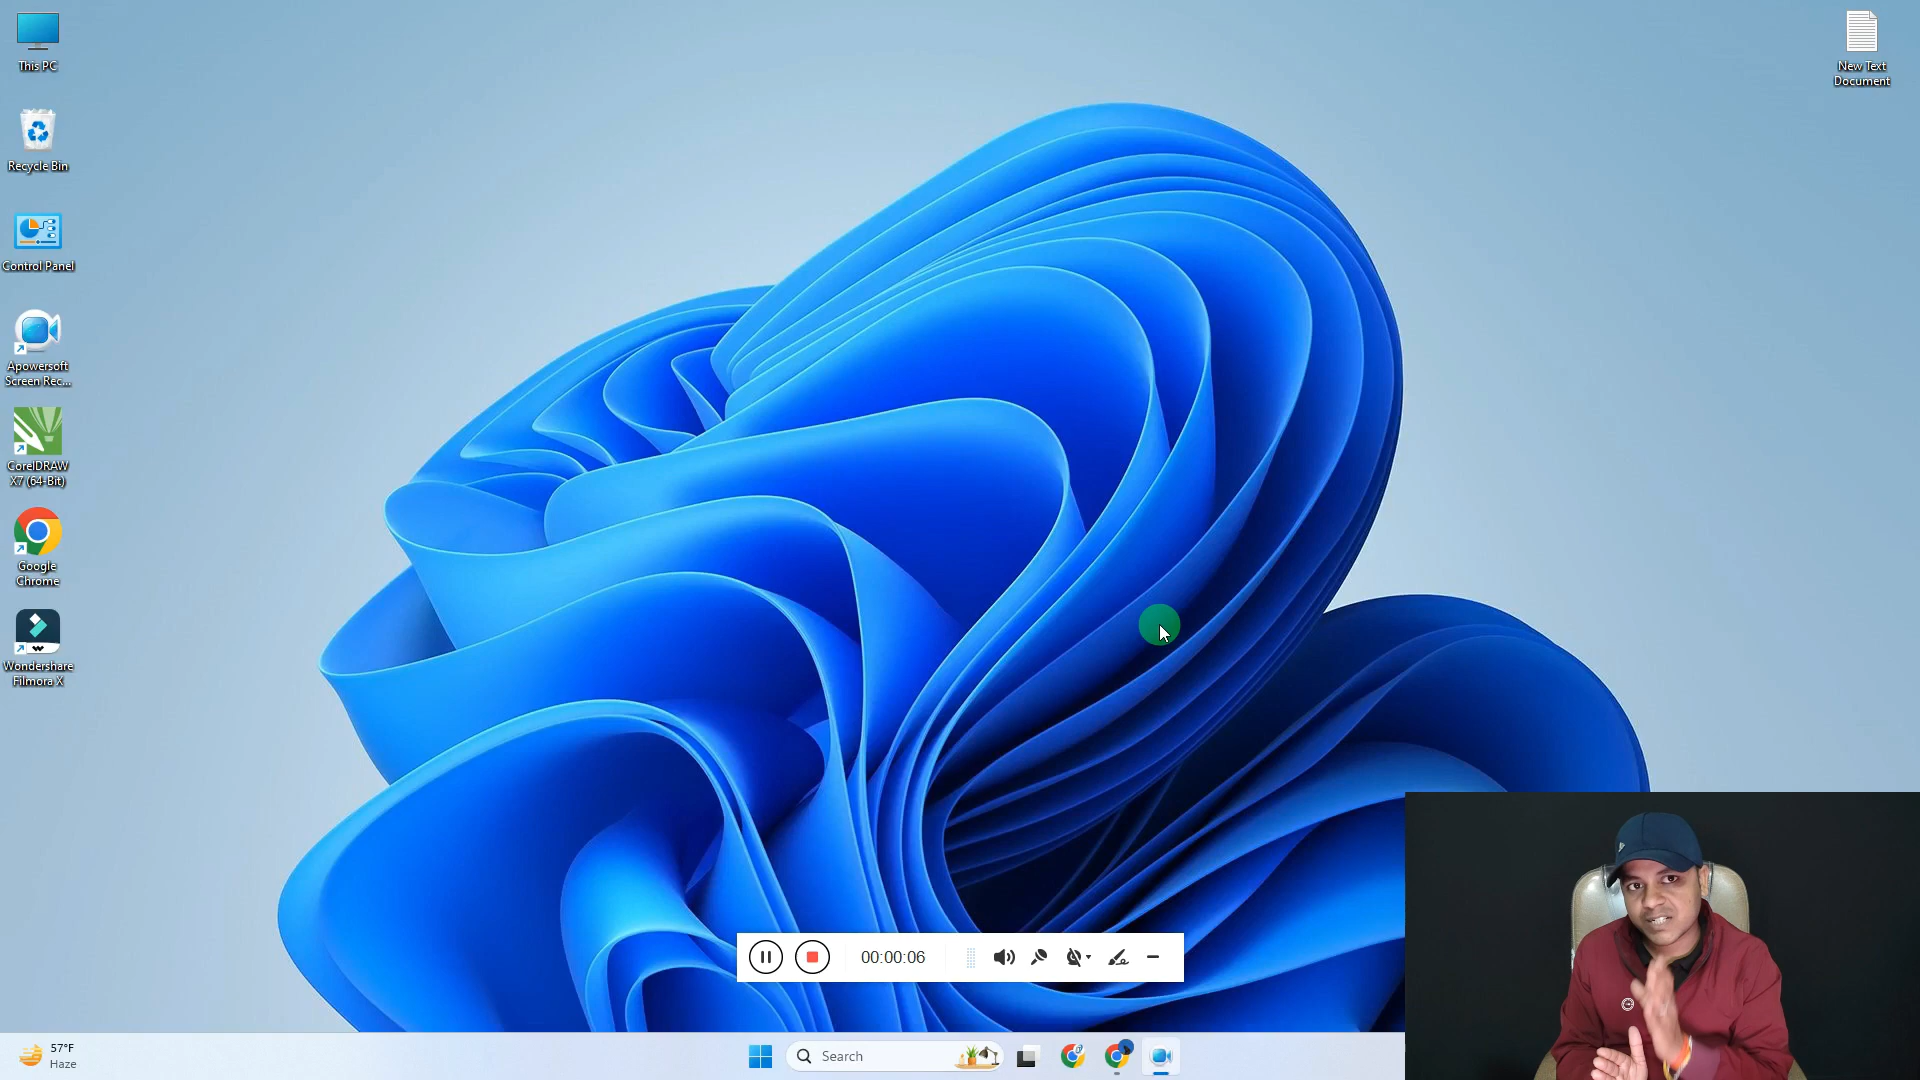 This PC
Recycle Bin
Control Panel
Apowersoft
Screen Rec...
CorelDRAW
X7 (64-Bit)
Google
Chrome
Wondershare
Filmora X
New Text
Document
00:00:06
57°F
Haze
Search